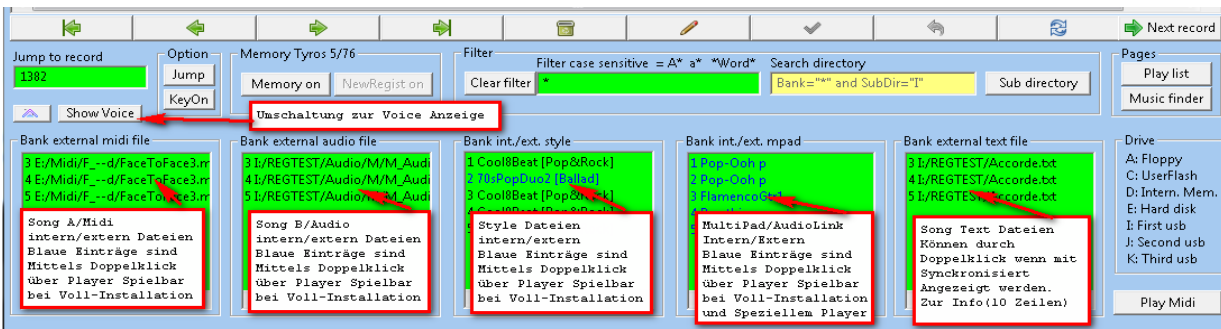 Next record
Jump to record
1382
Option
Jump
KeyOn
Show Voice
Memory Tyros 5/76
Memory on
NewRegist on
Umschaltung zur Voice Anzeige
Filter
Filter case sensitive = A* a* *Word*
Search directory
Clear filter
*
Bank="*" and SubDir="T"
Sub directory
Pages
Play list
Music finder
Bank external midi file
3 E:/Midi/F_--d/FaceToFace3.m
4 E:/Midi/F_--d/FaceToFace3.m
5 E:/Midi/F_--d/FaceToFace3.m
Song A/Midi
intern/extern Dateien
Blaue Einträge sind
Mittels Doppelklick
über Player Spielbar
bei Voll-Installation
Bank external audio file
3 I:/REGTEST/Audio/M/M_Audi
4 I:/REGTEST/Audio/M/M_Audi
5 I:/REGTEST/Audio/M/M_Audi
Song B/Audio
intern/extern Dateien
Blaue Einträge sind
Mittels Doppelklick
über Player Spielbar
bei Voll-Installation
Bank int./ext. style
1 Cool8Beat [Pop&Rock]
2 70sPopDuo2 [Ballad]
3 Cool8Beat [Pop&Rock]
Style Dateien
intern/extern
Blaue Einträge sind
Mittels Doppelklick
über Player Spielbar
bei Voll-Installation
Bank int./ext. mpad
1 Pop-Ooh p
2 Pop-Ooh p
3 FlamencoGtr1
MultiPad/AudioLink
Intern/Extern
Blaue Einträge sind
Mittels Doppelklick
über Player Spielbar
bei Voll-Installation
und Speziellem Player
Bank external text file
3 I:/REGTEST/Accorde.txt
4 I:/REGTEST/Accorde.txt
5 I:/REGTEST/Accorde.txt
Song Text Dateien
Können durch
Doppelklick wenn mit
Synckronisiert
Angezeigt werden.
Zur Info(10 Zeilen)
Drive
A: Floppy
C: UserFlash
D: Intern. Mem.
E: Hard disk
I: First usb
J: Second usb
K: Third usb
Play Midi